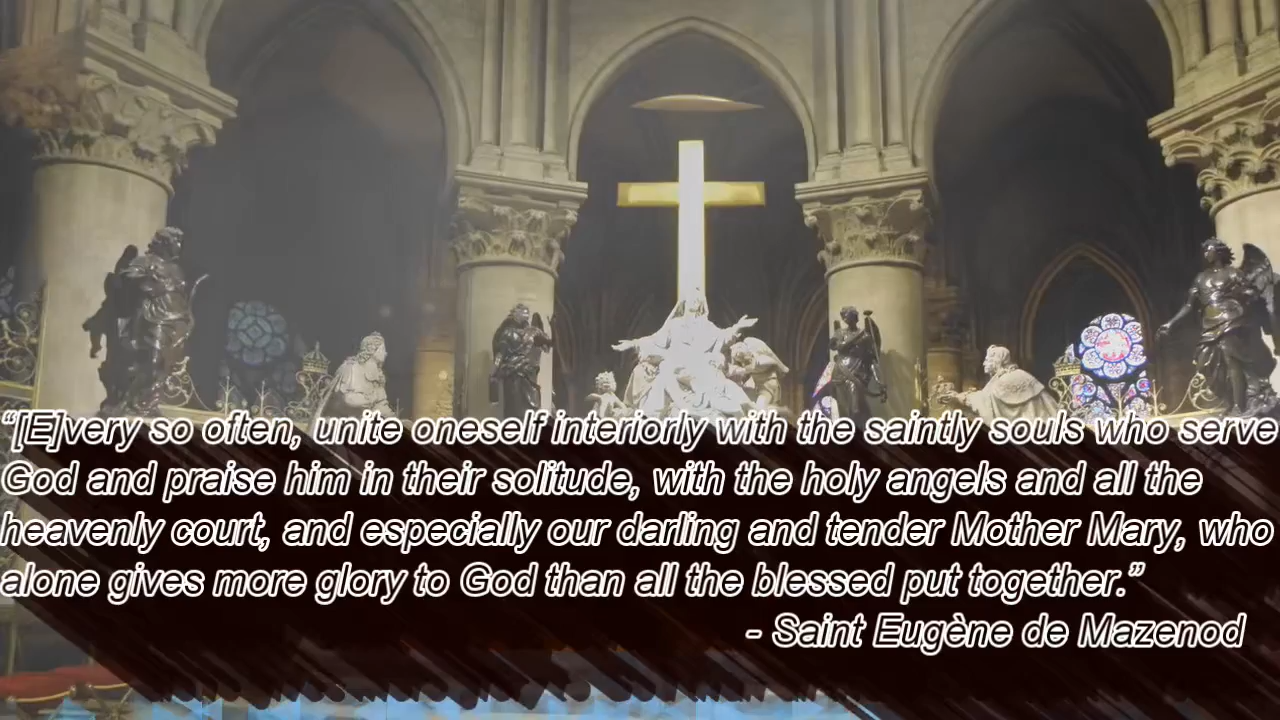 “[E]very so often, unite oneself interiorly with the saintly souls who serve
God and praise him in their solitude, with the holy angels and all the
heavenly court, and especially our darling and tender Mother Mary, who
alone gives more glory to God than all the blessed put together.”
- Saint Eugène de Mazenod